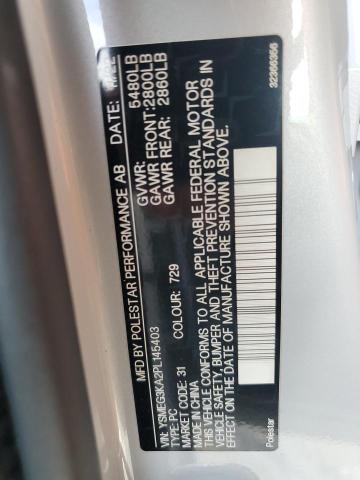 MFD BY POLESTAR PERFORMANCE AB DATE:
GVWR: 5480LB
GAWR FRONT: 2800LB
GAWR REAR: 2860LB
VIN: YSMEG3KA2PL145403
TYPE: PC
MARKET CODE: 31 COLOUR: 729
MADE IN CHINA
THIS VEHICLE CONFORMS TO ALL APPLICABLE FEDERAL MOTOR
VEHICLE SAFETY, BUMPER AND THEFT PREVENTION STANDARDS IN
EFFECT ON THE DATE OF MANUFACTURE SHOWN ABOVE.
Polestar 32366356